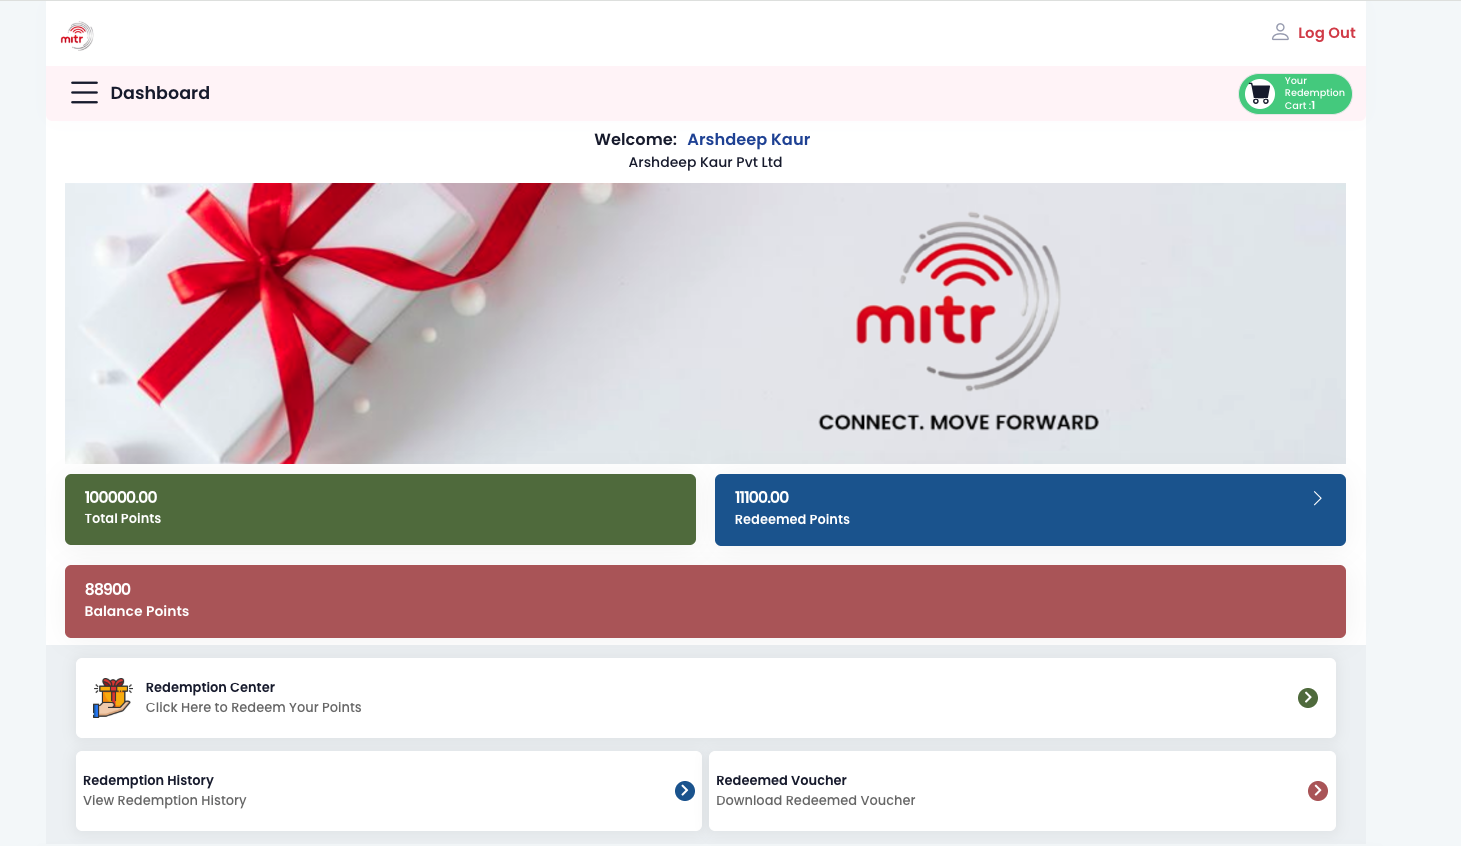 mitr
Log Out
Dashboard
Your
Redemption
Cart :1
Welcome: Arshdeep Kaur
Arshdeep Kaur Pvt Ltd
mitr
CONNECT. MOVE FORWARD
100000.00
Total Points
11100.00
Redeemed Points
88900
Balance Points
Redemption Center
Click Here to Redeem Your Points
Redemption History
View Redemption History
Redeemed Voucher
Download Redeemed Voucher